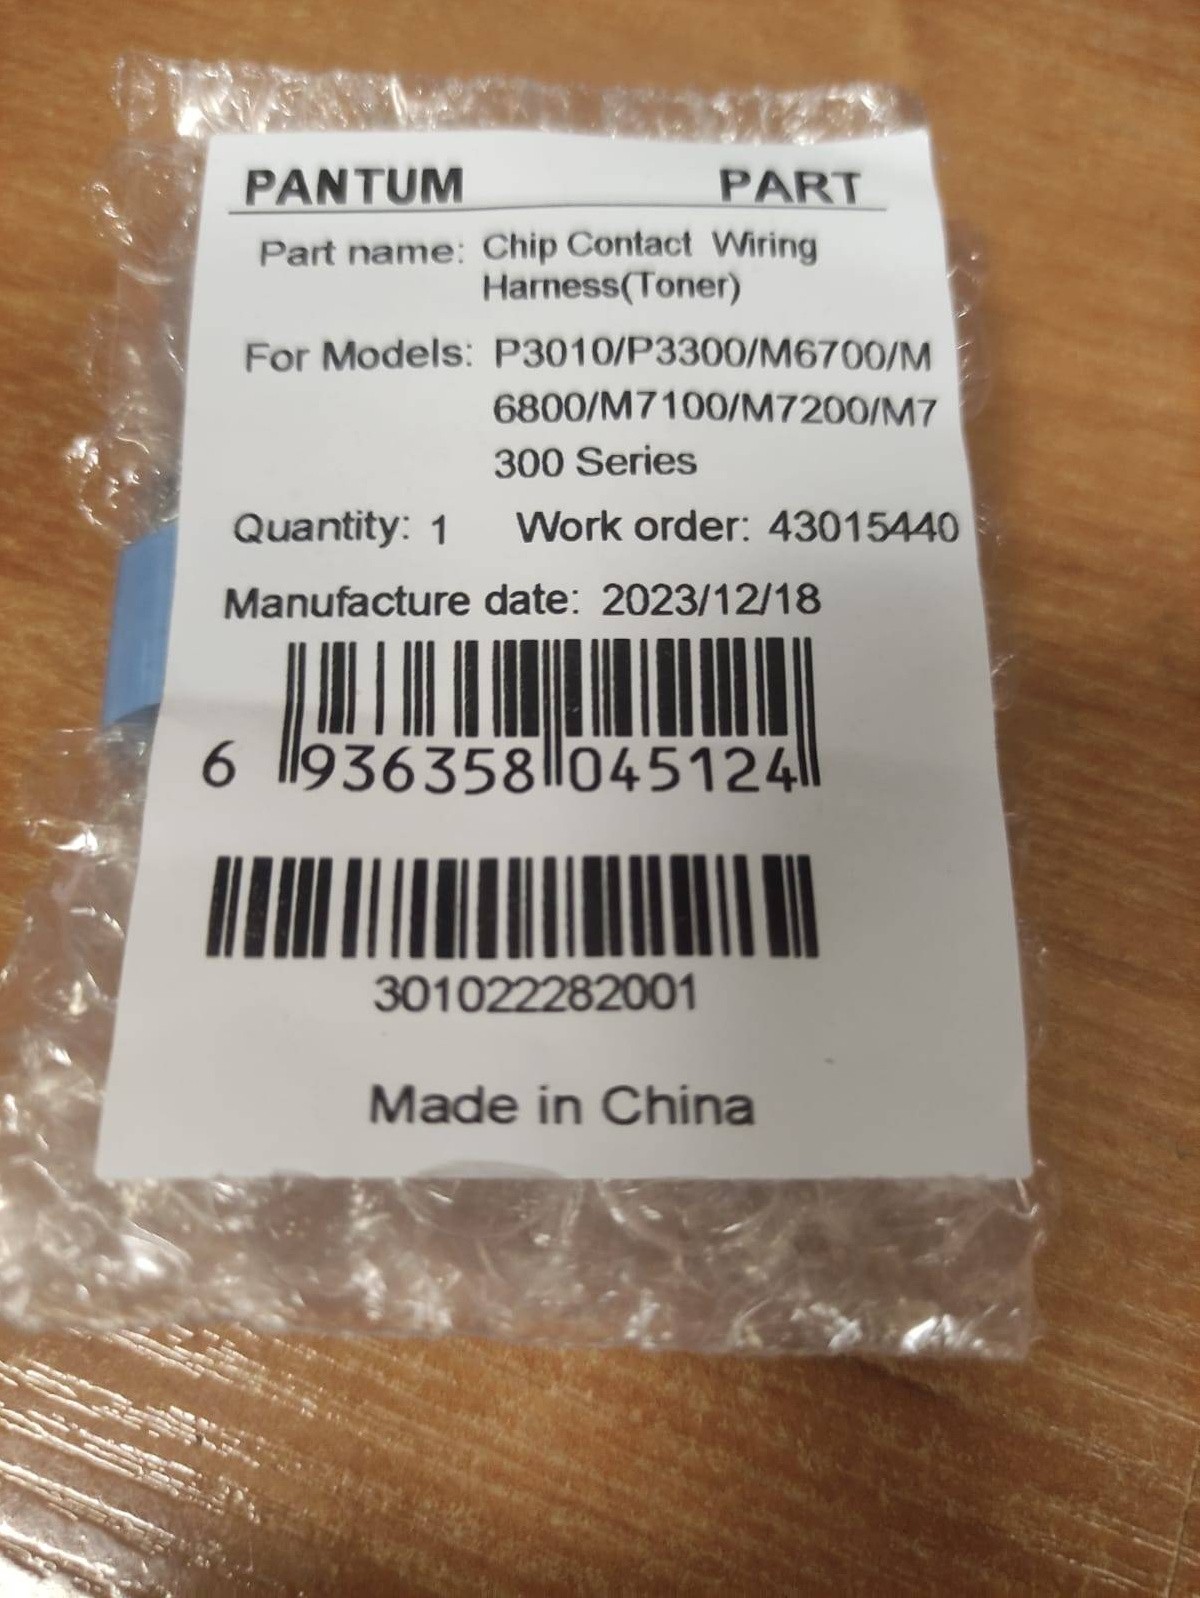 PANTUM PART
Part name: Chip Contact Wiring
Harness(Toner)
For Models: P3010/P3300/M6700/M
6800/M7100/M7200/M7
300 Series
Quantity: 1 Work order: 43015440
Manufacture date: 2023/12/18
6 936358 045124
301022282001
Made in China